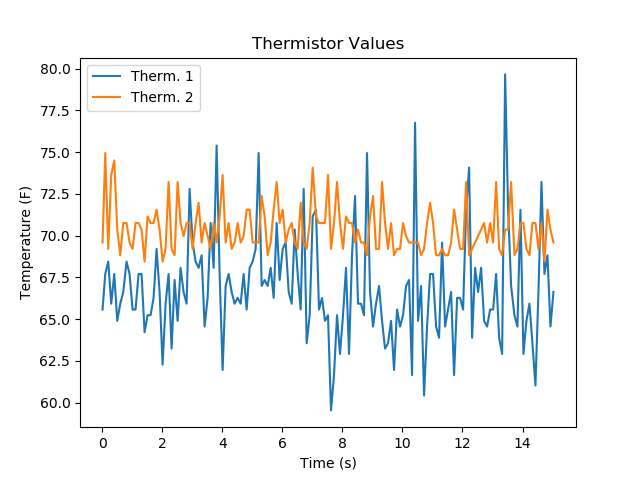 Thermistor Values
Therm. 1
Therm. 2
80.0
77.5
75.0
72.5
70.0
67.5
65.0
62.5
60.0
Temperature (F)
0 2 4 6 8 10 12 14
Time (s)